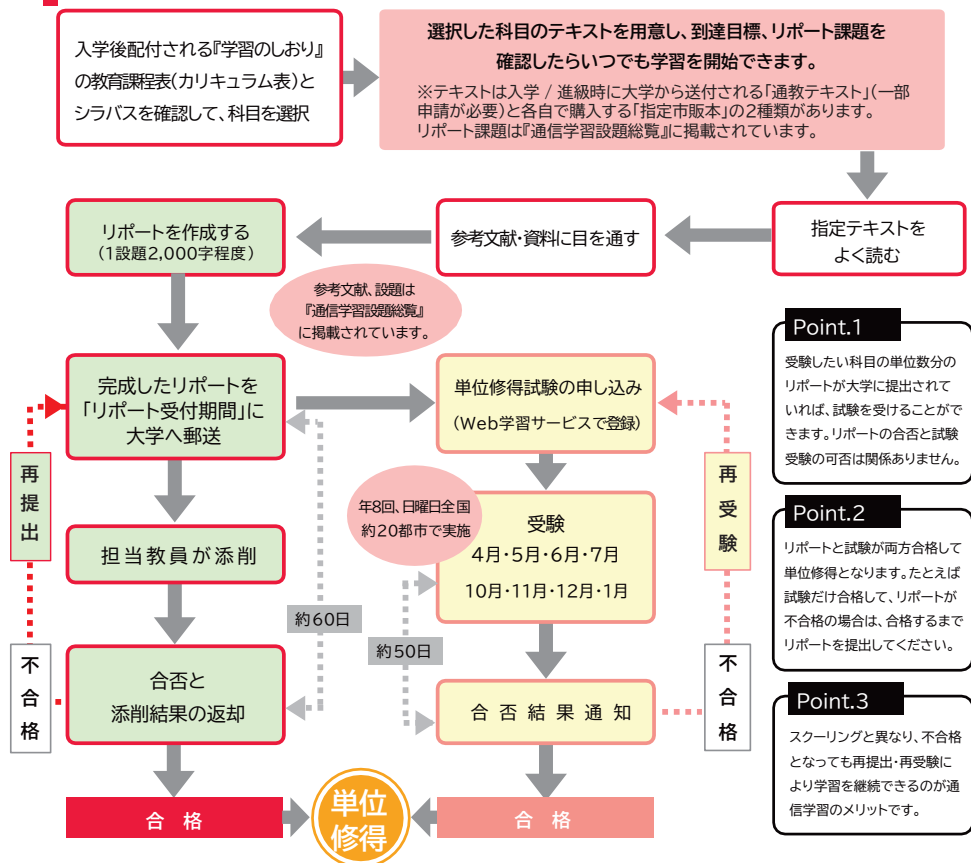 入学後配付される『学習のしおり』
の教育課程表(カリキュラム表)と
シラバスを確認して、科目を選択
選択した科目のテキストを用意し、到達目標、リポート課題を
確認したらいつでも学習を開始できます。
※テキストは入学 / 進級時に大学から送付される「通教テキスト」(一部
申請が必要)と各自で購入する「指定市販本」の2種類があります。
リポート課題は『通信学習設題総覧』に掲載されています。
指定テキストを
よく読む
参考文献・資料に目を通す
リポートを作成する
(1設題2,000字程度)
参考文献、設題は
『通信学習設題総覧』
に掲載されています。
完成したリポートを
「リポート受付期間」に
大学へ郵送
単位修得試験の申し込み
(Web学習サービスで登録)
再提出
再受験
年8回、日曜日全国
約20都市で実施
受験
4月・5月・6月・7月
10月・11月・12月・1月
担当教員が添削
約60日
約50日
不合格
合否と
添削結果の返却
合否結果通知
不合格
合格
単位
修得
合格
Point.1
受験したい科目の単位数分の
リポートが大学に提出されて
いれば、試験を受けることがで
きます。リポートの合否と試験
受験の可否は関係ありません。
Point.2
リポートと試験が両方合格して
単位修得となります。たとえば
試験だけ合格して、リポートが
不合格の場合は、合格するまで
リポートを提出してください。
Point.3
スクーリングと異なり、不合格
となっても再提出・再受験に
より学習を継続できるのが通
信学習のメリットです。